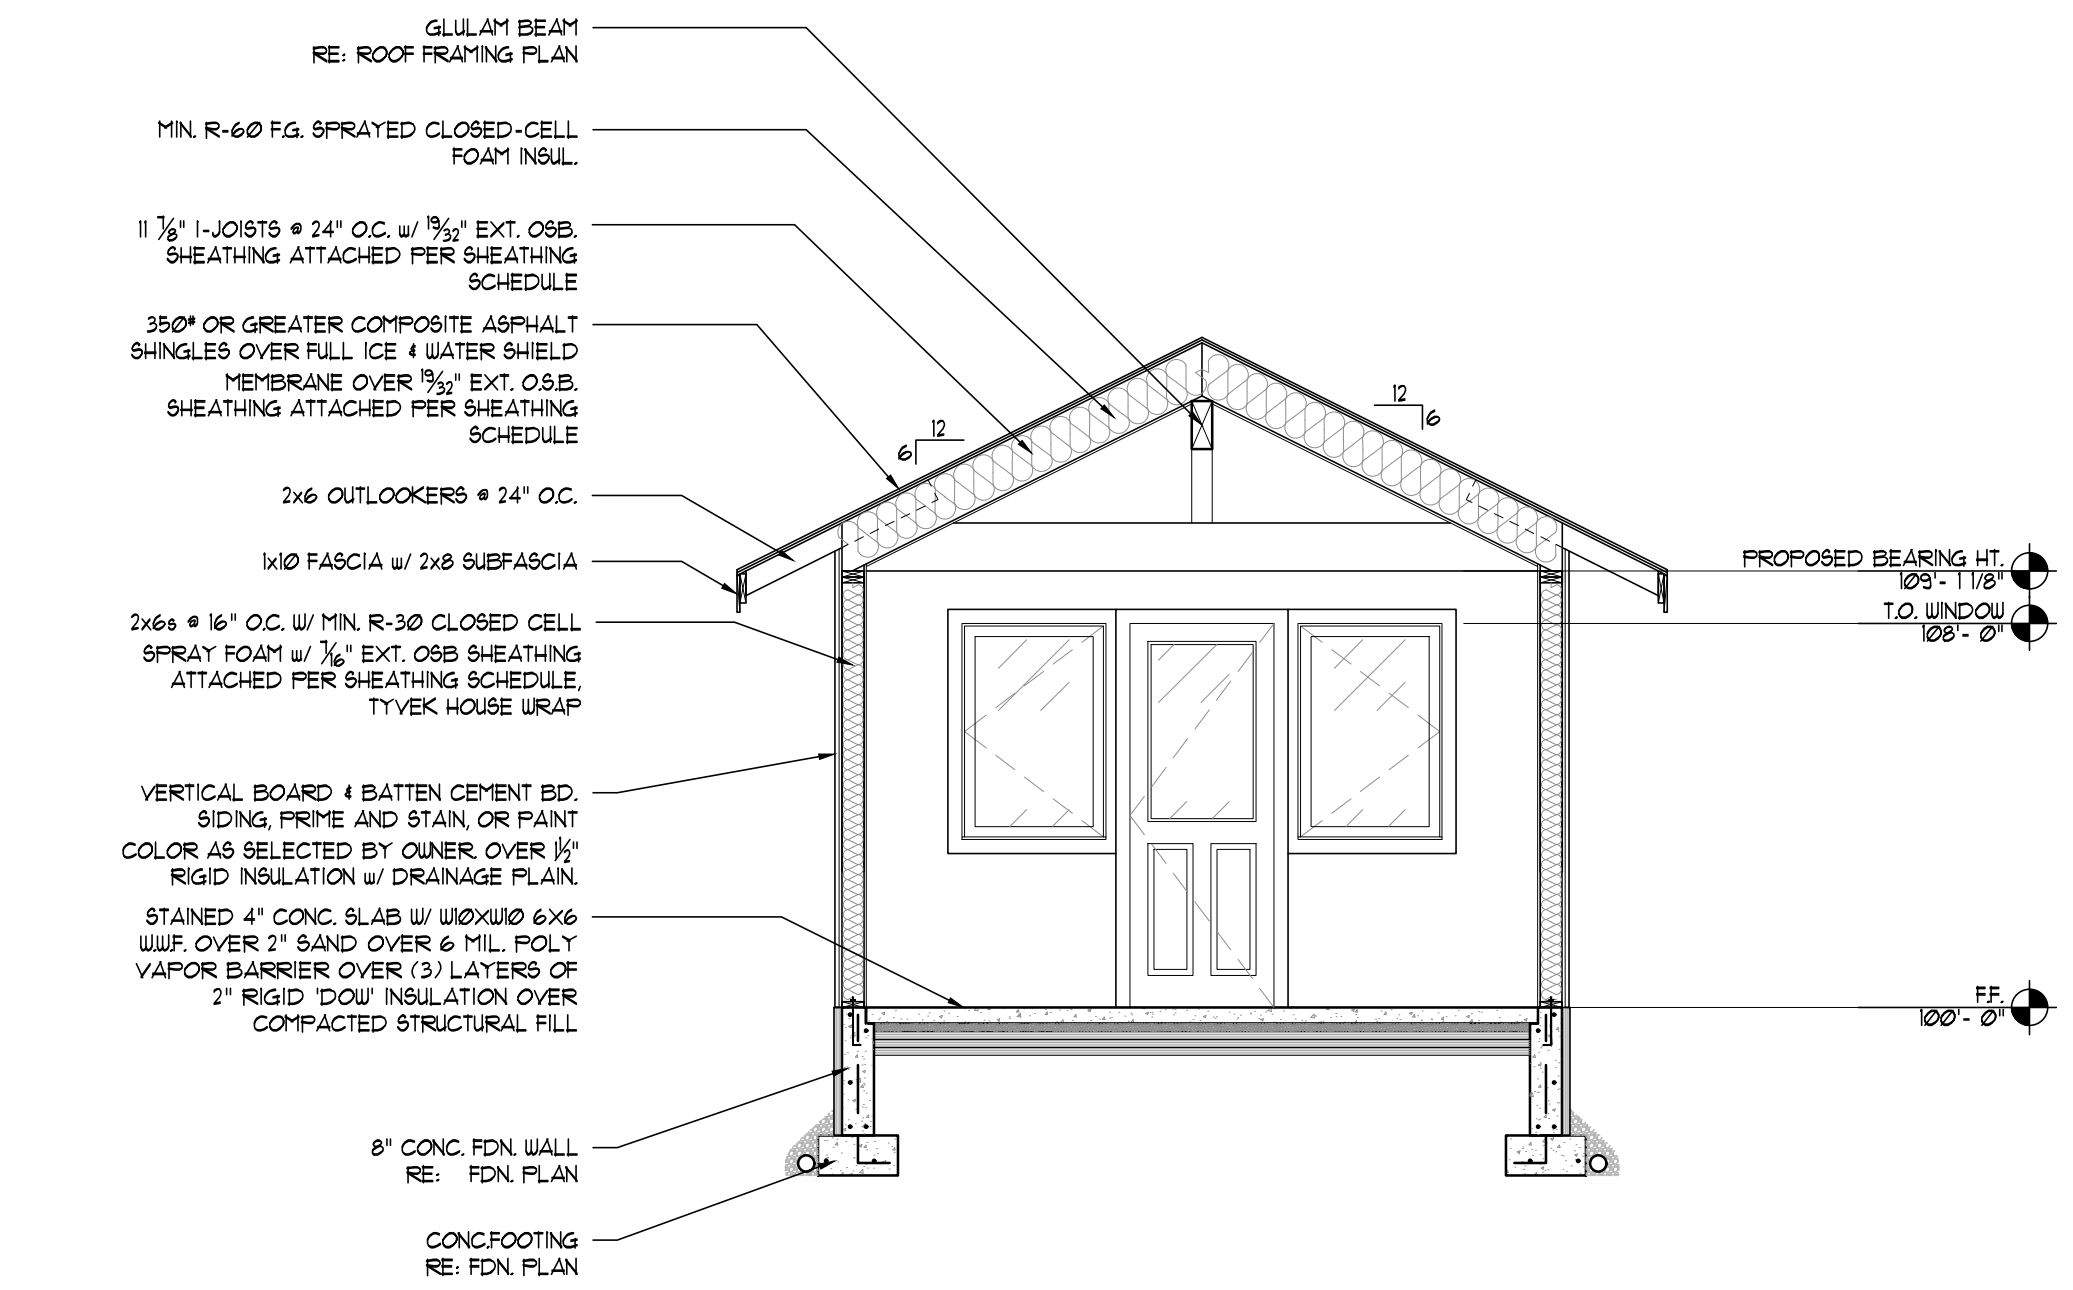 GLULAM BEAM
RE: ROOF FRAMING PLAN
MIN. R-60 F.G. SPRAYED CLOSED-CELL
FOAM INSUL.
11 7/8" I-JOISTS @ 24" O.C. w/ 19/32" EXT. OSB.
SHEATHING ATTACHED PER SHEATHING
SCHEDULE
350# OR GREATER COMPOSITE ASPHALT
SHINGLES OVER FULL ICE & WATER SHIELD
MEMBRANE OVER 19/32" EXT. O.S.B.
SHEATHING ATTACHED PER SHEATHING
SCHEDULE
2x6 OUTLOOKERS @ 24" O.C.
1x10 FASCIA w/ 2x8 SUBFASCIA
2x6s @ 16" O.C. W/ MIN. R-30 CLOSED CELL
SPRAY FOAM w/ 7/16" EXT. OSB SHEATHING
ATTACHED PER SHEATHING SCHEDULE,
TYVEK HOUSE WRAP
VERTICAL BOARD & BATTEN CEMENT BD.
SIDING, PRIME AND STAIN, OR PAINT
COLOR AS SELECTED BY OWNER. OVER 1 1/2"
RIGID INSULATION w/ DRAINAGE PLAIN.
STAINED 4" CONC. SLAB W/ W10XW10 6X6
W.W.F. OVER 2" SAND OVER 6 MIL. POLY
VAPOR BARRIER OVER (3) LAYERS OF
2" RIGID 'DOW' INSULATION OVER
COMPACTED STRUCTURAL FILL
8" CONC. FDN. WALL
RE: FDN. PLAN
CONC.FOOTING
RE: FDN. PLAN
12
6
12
6
PROPOSED BEARING HT.
109'- 1 1/8"
T.O. WINDOW
108'- 0"
F.F.
100'- 0"